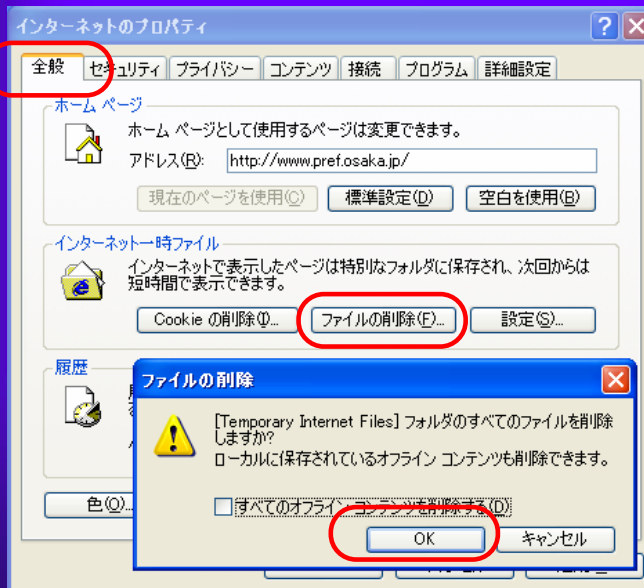 インターネットのプロパティ
全般 セキュリティ プライバシー コンテンツ 接続 プログラム 詳細設定
ホーム ページ
ホーム ページとして使用するページは変更できます。
アドレス(R): http://www.pref.osaka.jp/
現在のページを使用(C) 標準設定(D) 空白を使用(B)
インターネット一時ファイル
インターネットで表示したページは特別なフォルダに保存され、次回からは
短時間で表示できます。
Cookie の削除(I)... ファイルの削除(F)... 設定(S)...
履歴
ファイルの削除
[Temporary Internet Files] フォルダのすべてのファイルを削除
しますか?
ローカルに保存されているオフライン コンテンツも削除できます。
色(O)...
すべてのオフライン コンテンツを削除する(D)
OK キャンセル